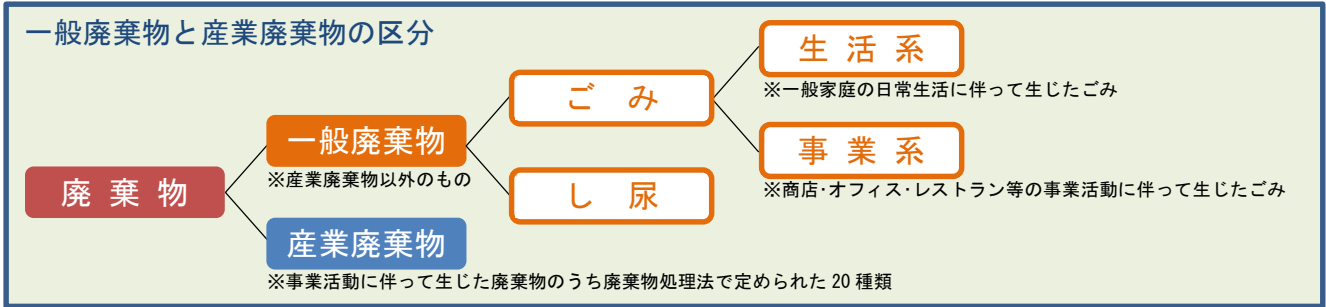 一般廃棄物と産業廃棄物の区分
生活系
※一般家庭の日常生活に伴って生じたごみ
ごみ
事業系
※商店･オフィス･レストラン等の事業活動に伴って生じたごみ
一般廃棄物
※産業廃棄物以外のもの
し尿
廃棄物
産業廃棄物
※事業活動に伴って生じた廃棄物のうち廃棄物処理法で定められた 20 種類